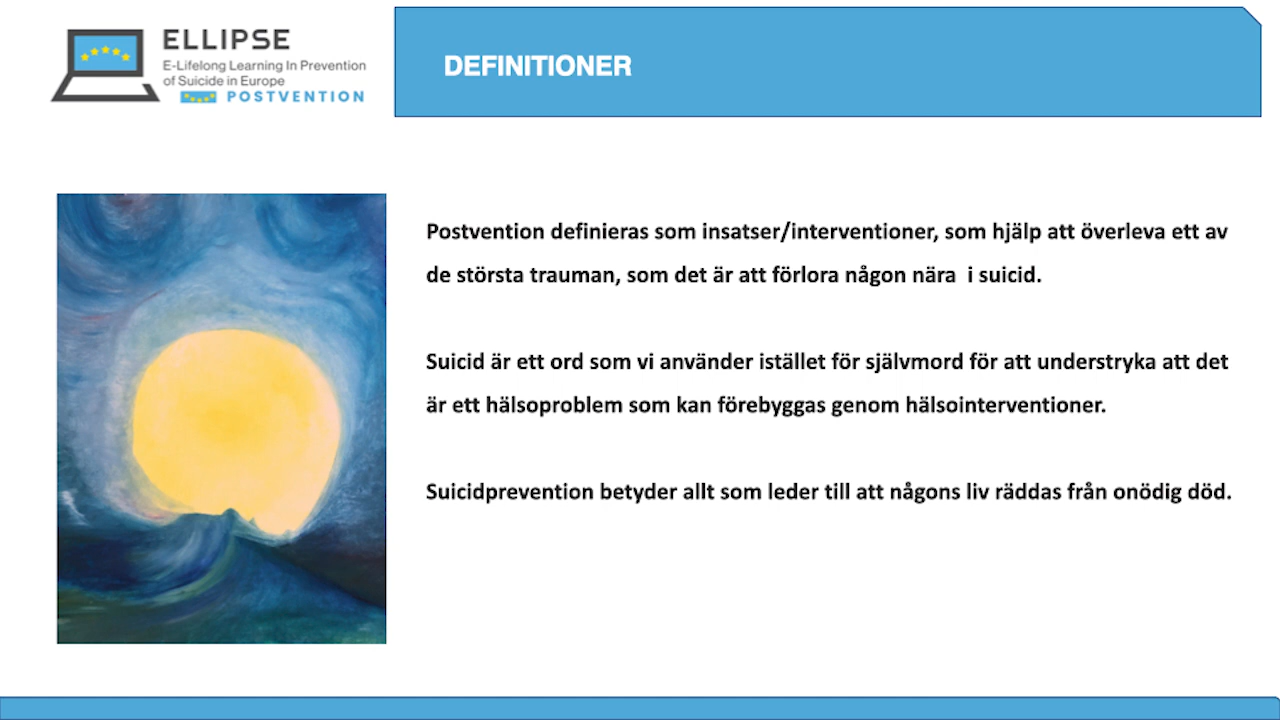 ELLIPSE
E-Lifelong Learning In Prevention
of Suicide in Europe
POSTVENTION
DEFINITIONER
Postvention definieras som insatser/interventioner, som hjälp att överleva ett av
de största trauman, som det är att förlora någon nära  i suicid.
Suicid är ett ord som vi använder istället för självmord för att understryka att det
är ett hälsoproblem som kan förebyggas genom hälsointerventioner.
Suicidprevention betyder allt som leder till att någons liv räddas från onödig död.